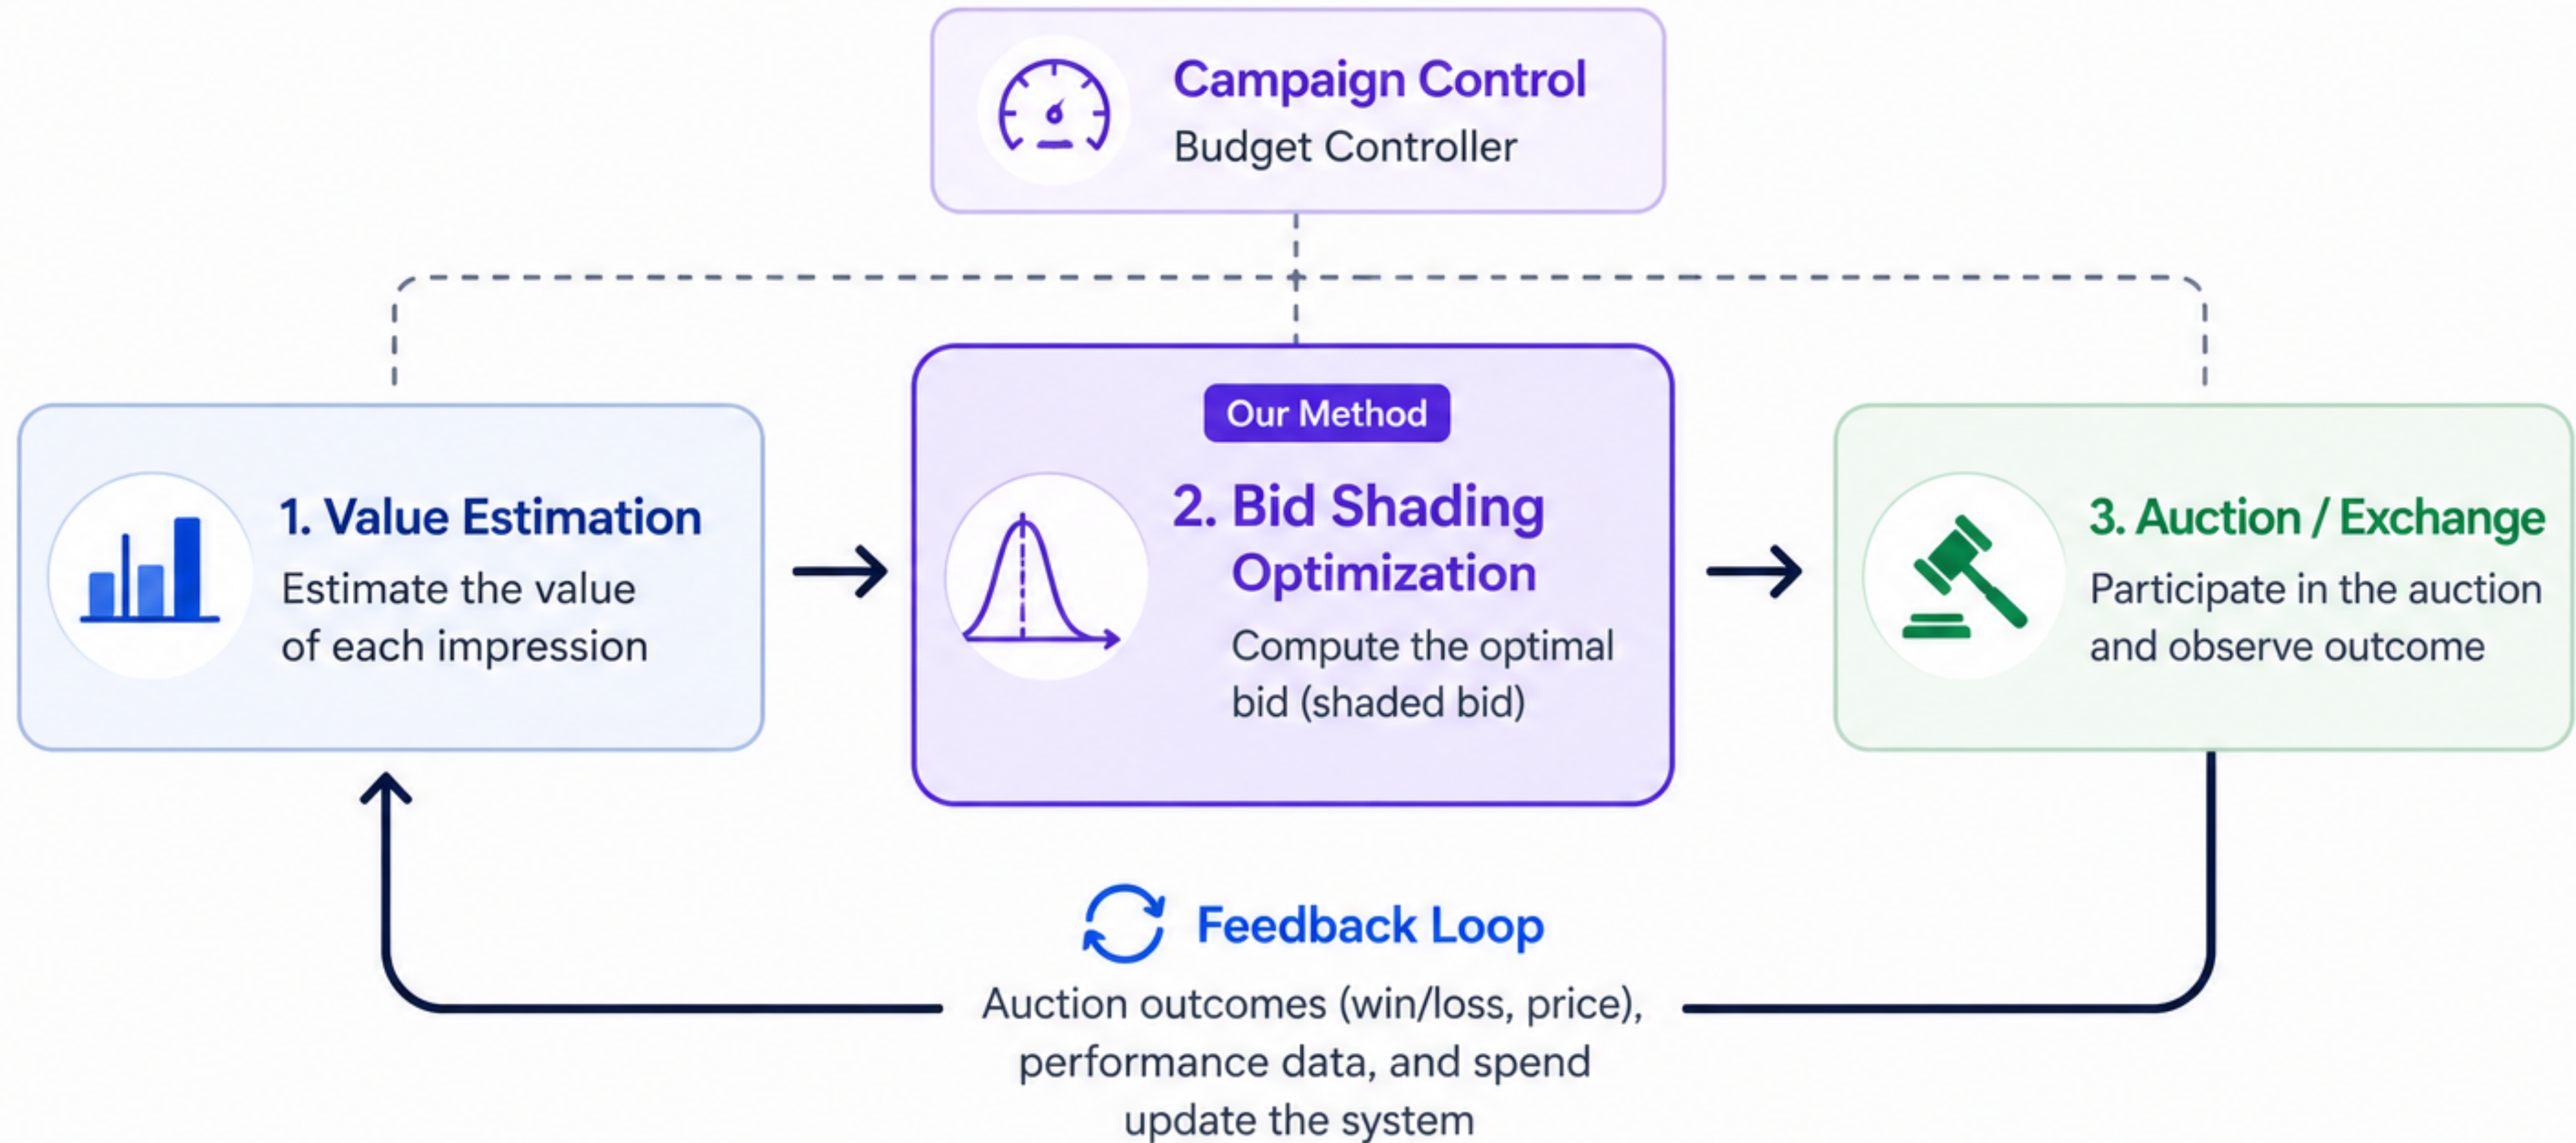 Campaign Control
Budget Controller
1. Value Estimation
Estimate the value
of each impression
Our Method
2. Bid Shading
Optimization
Compute the optimal
bid (shaded bid)
3. Auction / Exchange
Participate in the auction
and observe outcome
Feedback Loop
Auction outcomes (win/loss, price),
performance data, and spend
update the system